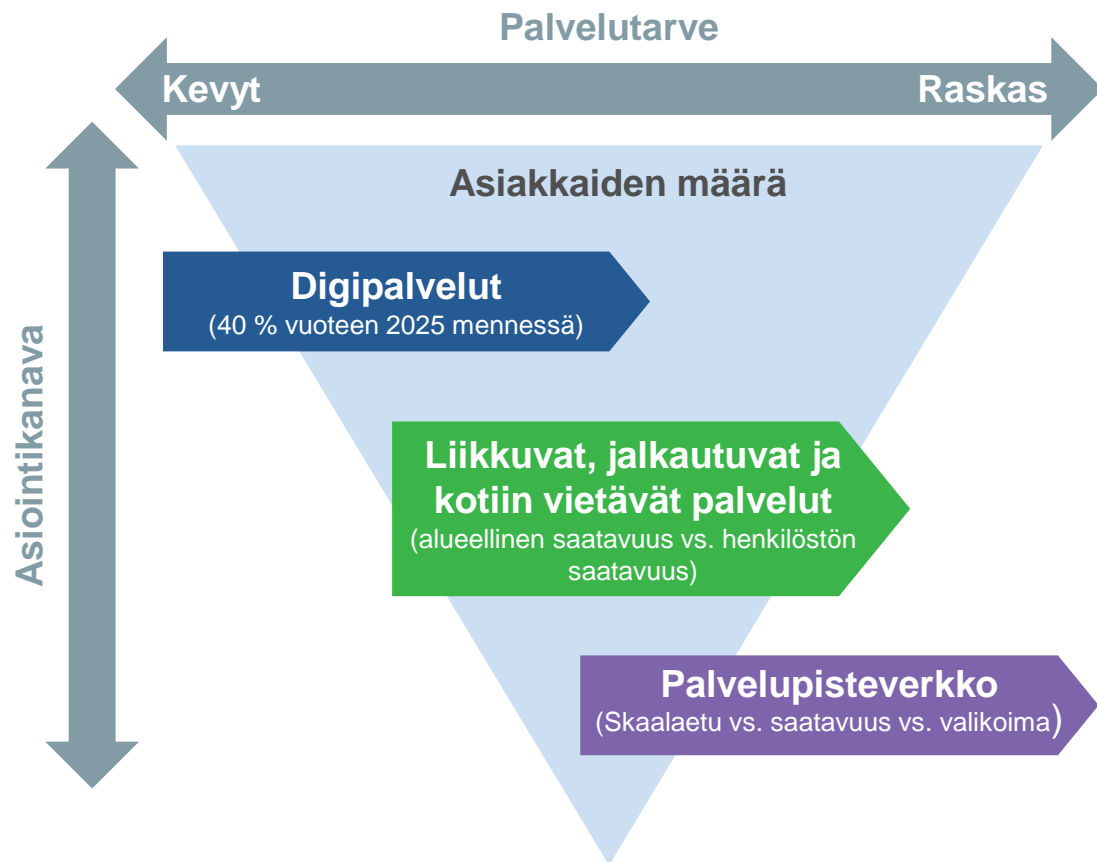 Palvelutarve
Kevyt
Raskas
Asiakkaiden määrä
Asiointikanava
Digipalvelut
(40 % vuoteen 2025 mennessä)
Liikkuvat, jalkautuvat ja
kotiin vietävät palvelut
(alueellinen saatavuus vs. henkilöstön
saatavuus)
Palvelupisteverkko
(Skaalaetu vs. saatavuus vs. valikoima)